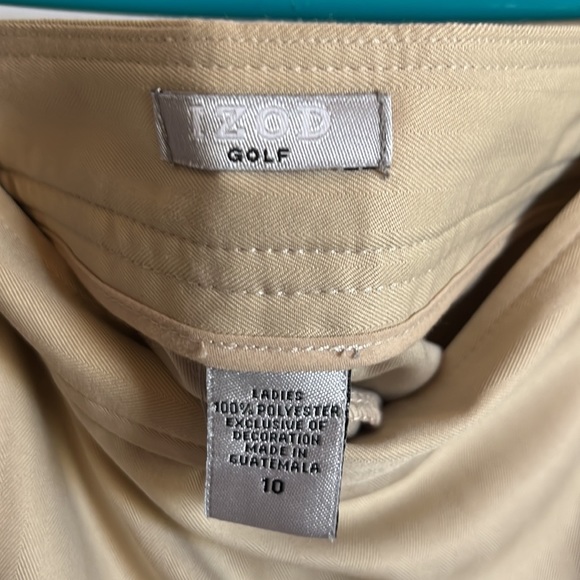 IZOD
GOLF
LADIES
100% POLYESTER
EXCLUSIVE OF
DECORATION
MADE IN
GUATEMALA
10